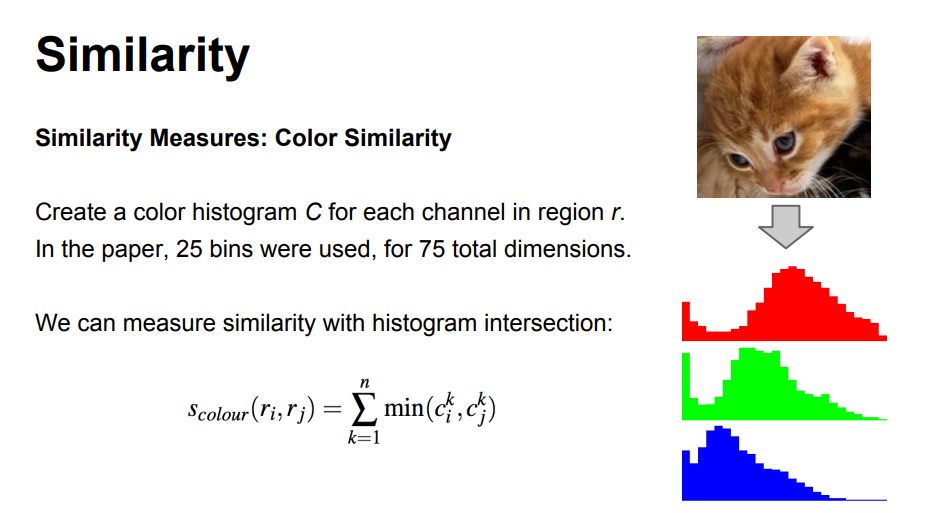 Similarity
Similarity Measures: Color Similarity
Create a color histogram C for each channel in region r.
In the paper, 25 bins were used, for 75 total dimensions.
We can measure similarity with histogram intersection:
s_{colour}(r_i, r_j) = \sum_{k=1}^{n} \min(c_i^k, c_j^k)